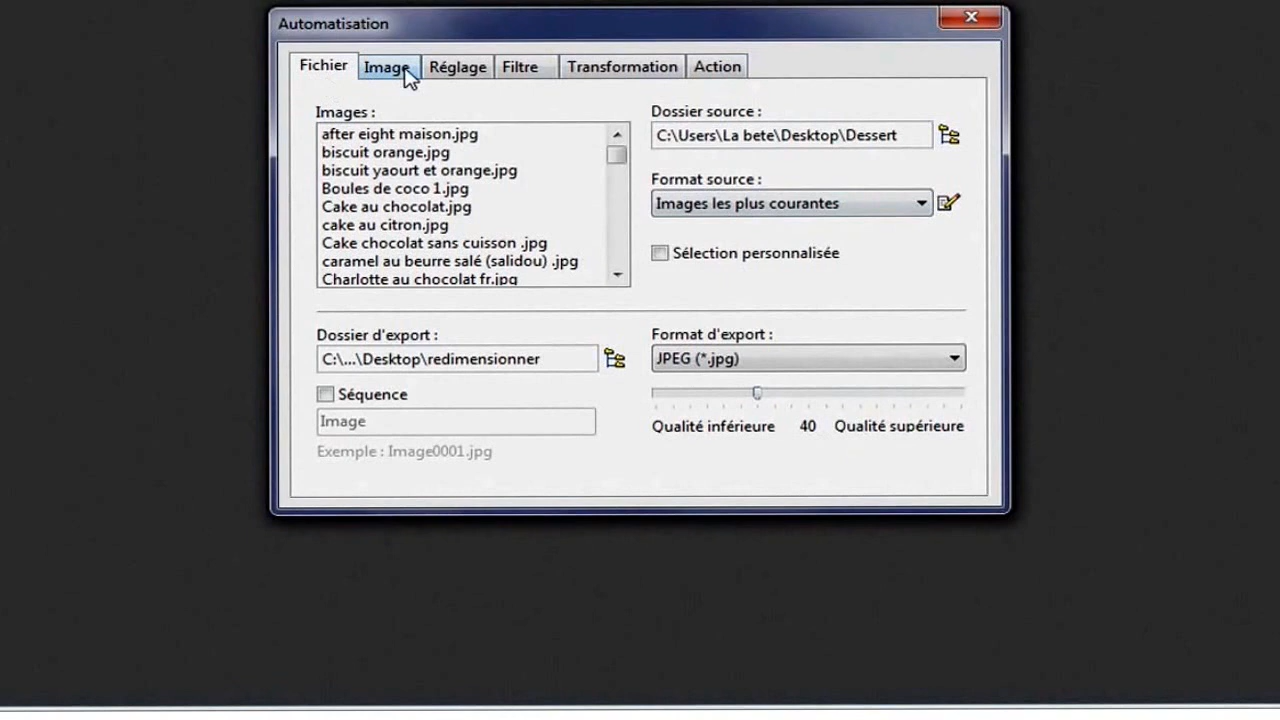 Automatisation
Fichier Image Réglage Filtre Transformation Action
Images :
after eight maison.jpg
biscuit orange.jpg
biscuit yaourt et orange.jpg
Boules de coco 1.jpg
Cake au chocolat.jpg
cake au citron.jpg
Cake chocolat sans cuisson .jpg
caramel au beurre salé (salidou) .jpg
Charlotte au chocolat fr.jpg
Dossier source :
C:\Users\La bete\Desktop\Dessert
Format source :
Images les plus courantes
Sélection personnalisée
Dossier d'export :
C:\...\Desktop\redimensionner
Séquence
Image
Exemple : Image0001.jpg
Format d'export :
JPEG (*.jpg)
Qualité inférieure 40 Qualité supérieure